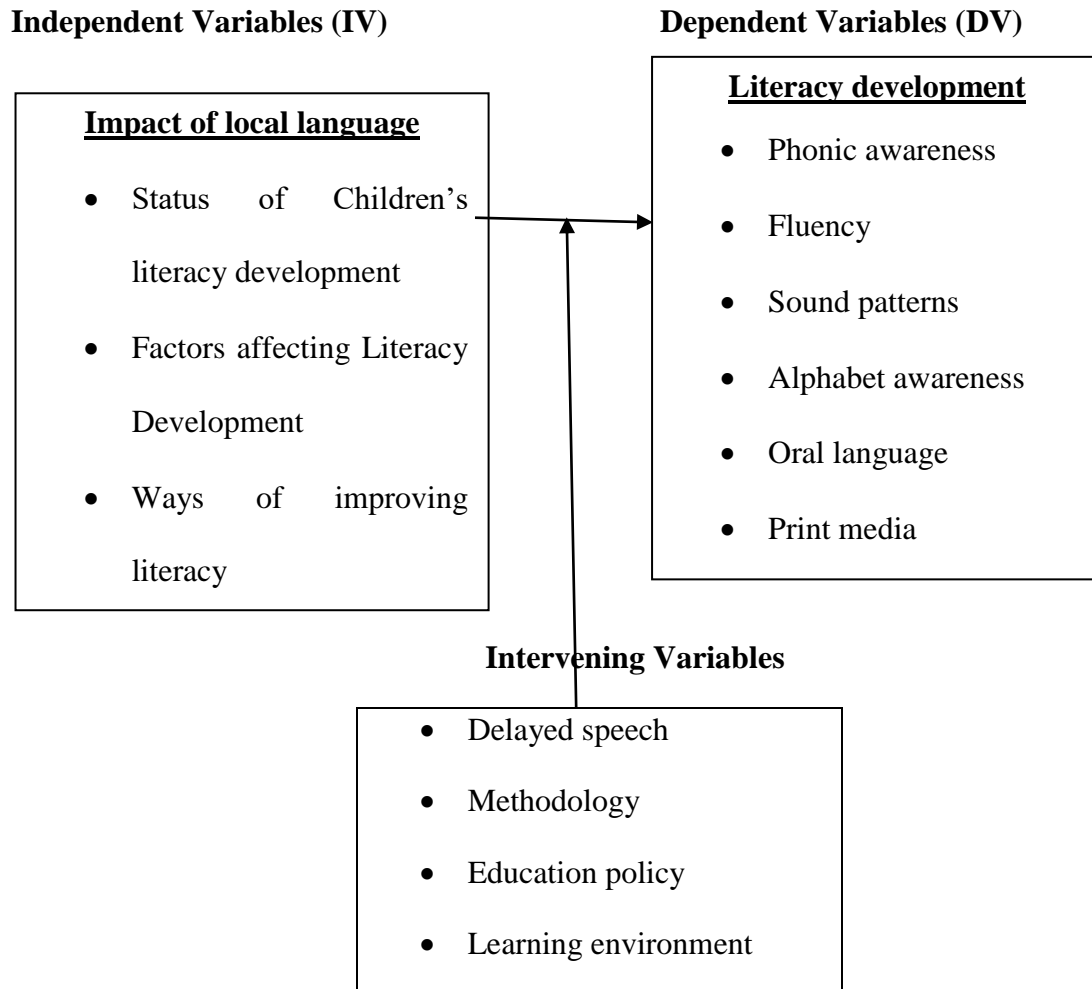 Independent Variables (IV)
Dependent Variables (DV)
Impact of local language
• Status of Children’s
literacy development
• Factors affecting Literacy
Development
• Ways of improving
literacy
Literacy development
• Phonic awareness
• Fluency
• Sound patterns
• Alphabet awareness
• Oral language
• Print media
Intervening Variables
• Delayed speech
• Methodology
• Education policy
• Learning environment